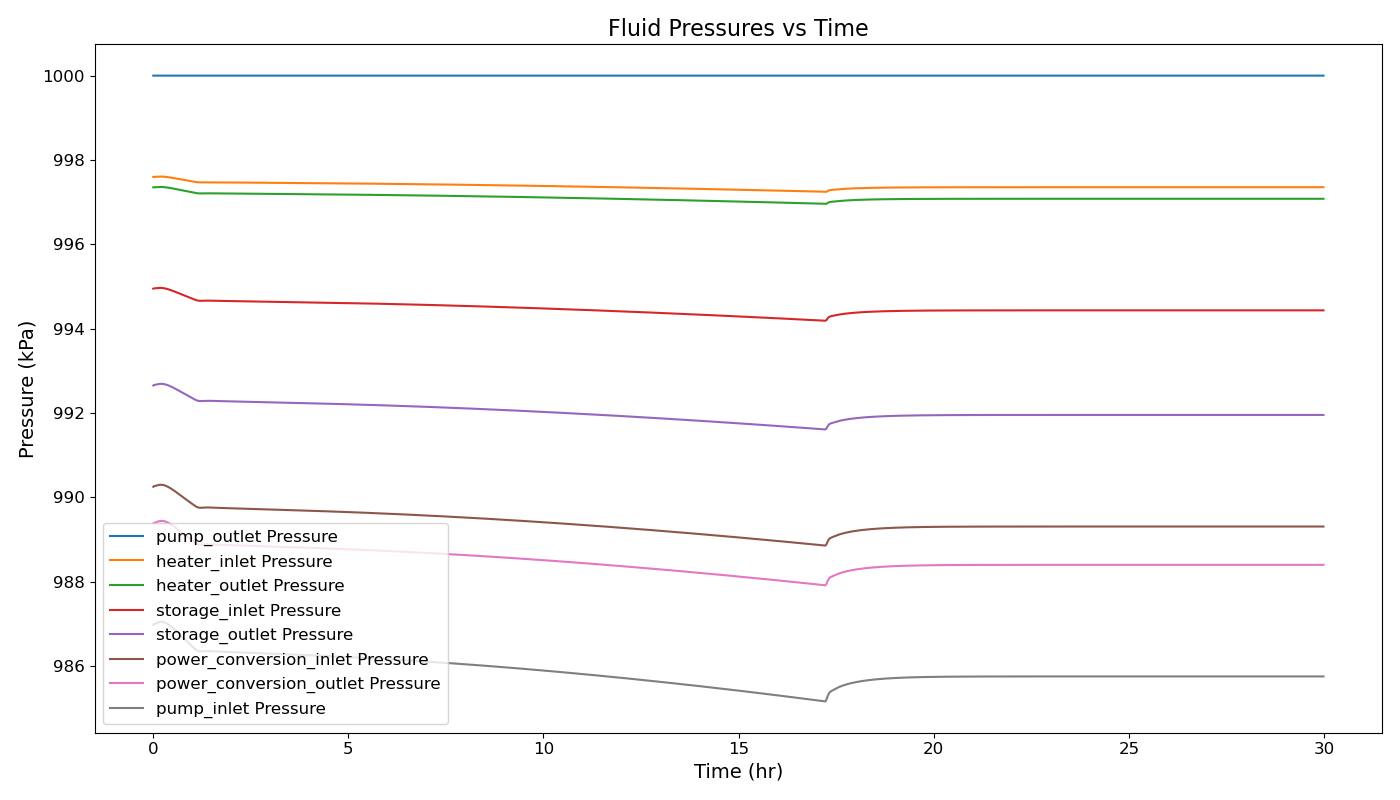 Fluid Pressures vs Time
Pressure (kPa)
1000
998
996
994
992
990
988
986
pump_outlet Pressure
heater_inlet Pressure
heater_outlet Pressure
storage_inlet Pressure
storage_outlet Pressure
power_conversion_inlet Pressure
power_conversion_outlet Pressure
pump_inlet Pressure
0 5 10 15 20 25 30
Time (hr)